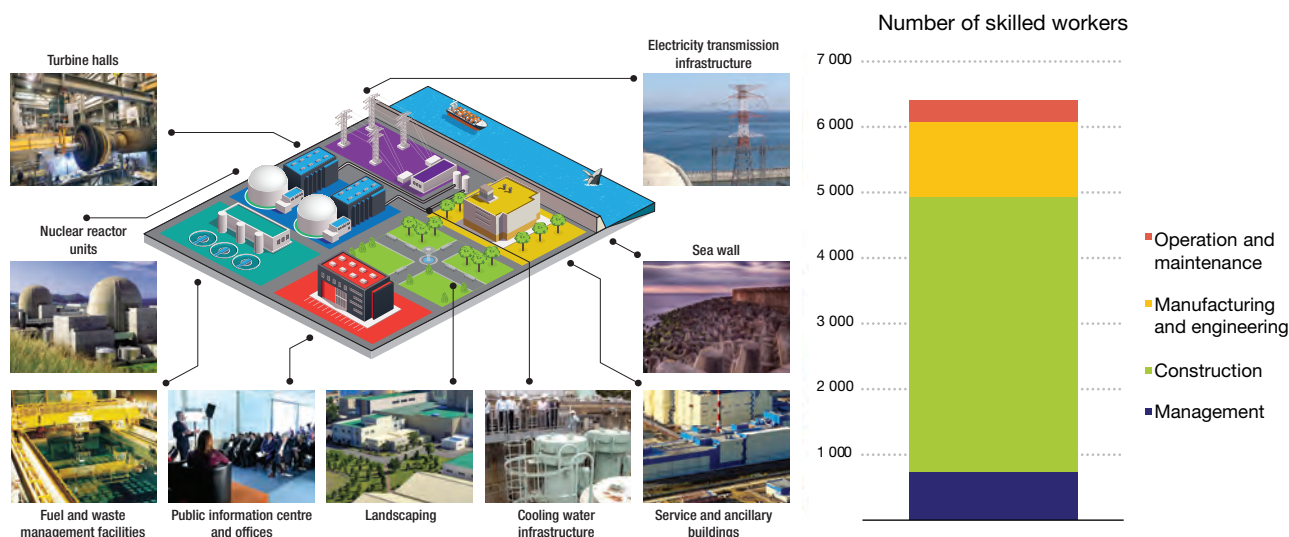 Turbine halls
Electricity transmission
infrastructure
Nuclear reactor
units
Sea wall
Fuel and waste
management facilities
Public information centre
and offices
Landscaping
Cooling water
infrastructure
Service and ancillary
buildings
Number of skilled workers
7 000
6 000
5 000
4 000
3 000
2 000
1 000
Operation and
maintenance
Manufacturing
and engineering
Construction
Management